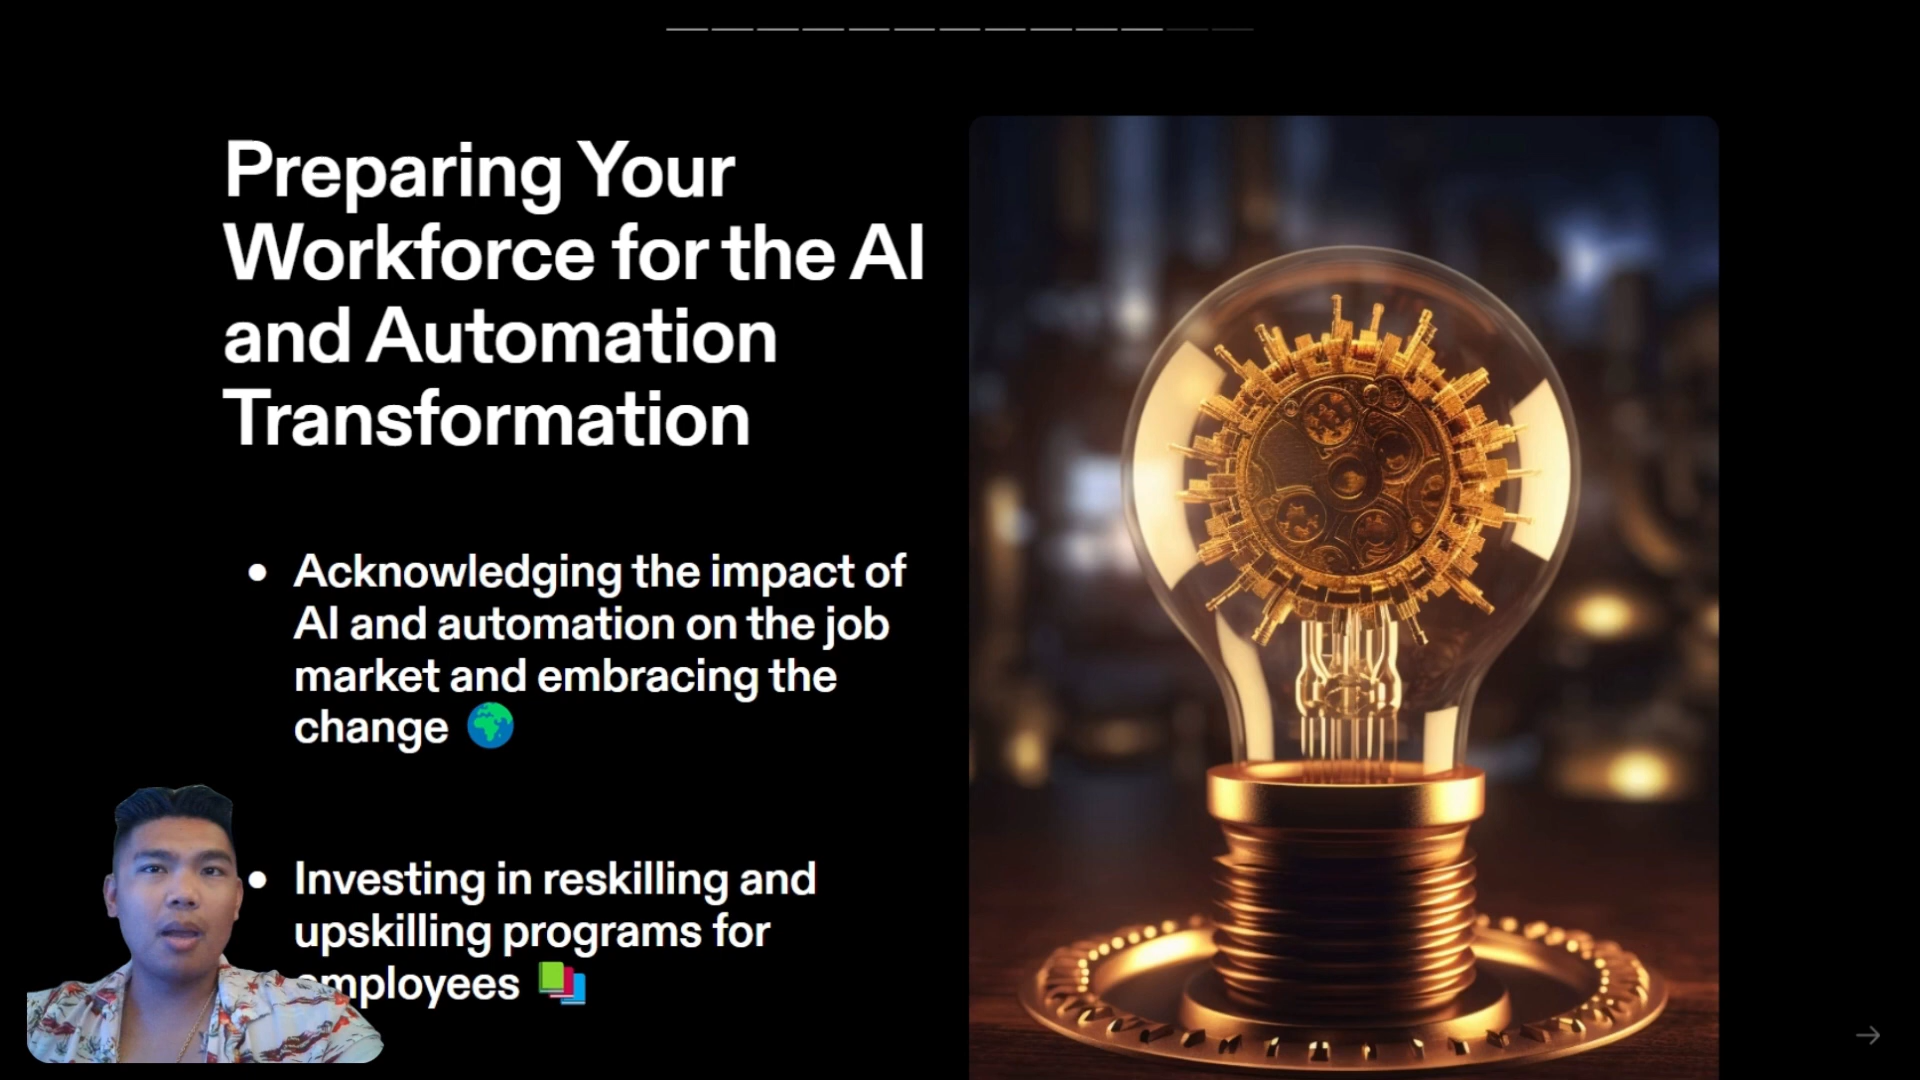 Preparing Your
Workforce for the AI
and Automation
Transformation
• Acknowledging the impact of
AI and automation on the job
market and embracing the
change 🌍
• Investing in reskilling and
upskilling programs for
employees 📚